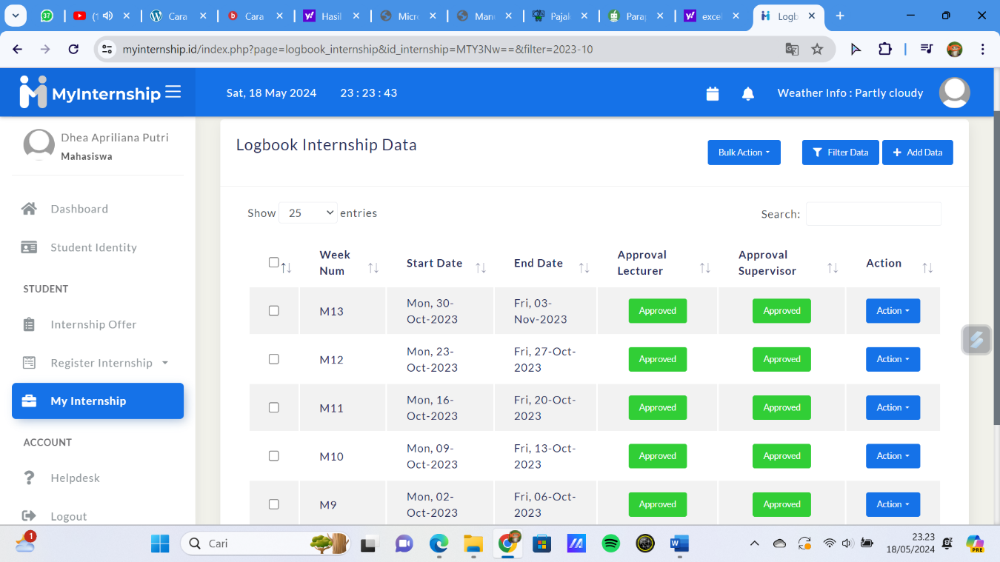 37
(1
Cara
Cara
Hasil
Micr
Man
Pajak
Para
excel
Logb
myinternship.id/index.php?page=logbook_internship&id_internship=MTY3Nw==&filter=2023-10
MyInternship
Sat, 18 May 2024
23 : 23 : 43
Weather Info : Partly cloudy
Dhea Apriliana Putri
Mahasiswa
Dashboard
Student Identity
STUDENT
Internship Offer
Register Internship
My Internship
ACCOUNT
Helpdesk
Logout
Logbook Internship Data
Bulk Action
Filter Data
+ Add Data
Show 25 entries
Search:
Week Num
Start Date
End Date
Approval Lecturer
Approval Supervisor
Action
M13
Mon, 30-
Oct-2023
Fri, 03-
Nov-2023
Approved
Approved
Action
M12
Mon, 23-
Oct-2023
Fri, 27-Oct-
2023
Approved
Approved
Action
M11
Mon, 16-
Oct-2023
Fri, 20-Oct-
2023
Approved
Approved
Action
M10
Mon, 09-
Oct-2023
Fri, 13-Oct-
2023
Approved
Approved
Action
M9
Mon, 02-
Oct-2023
Fri, 06-Oct-
2023
Approved
Approved
Action
1
Cari
23.23
18/05/2024
PRE